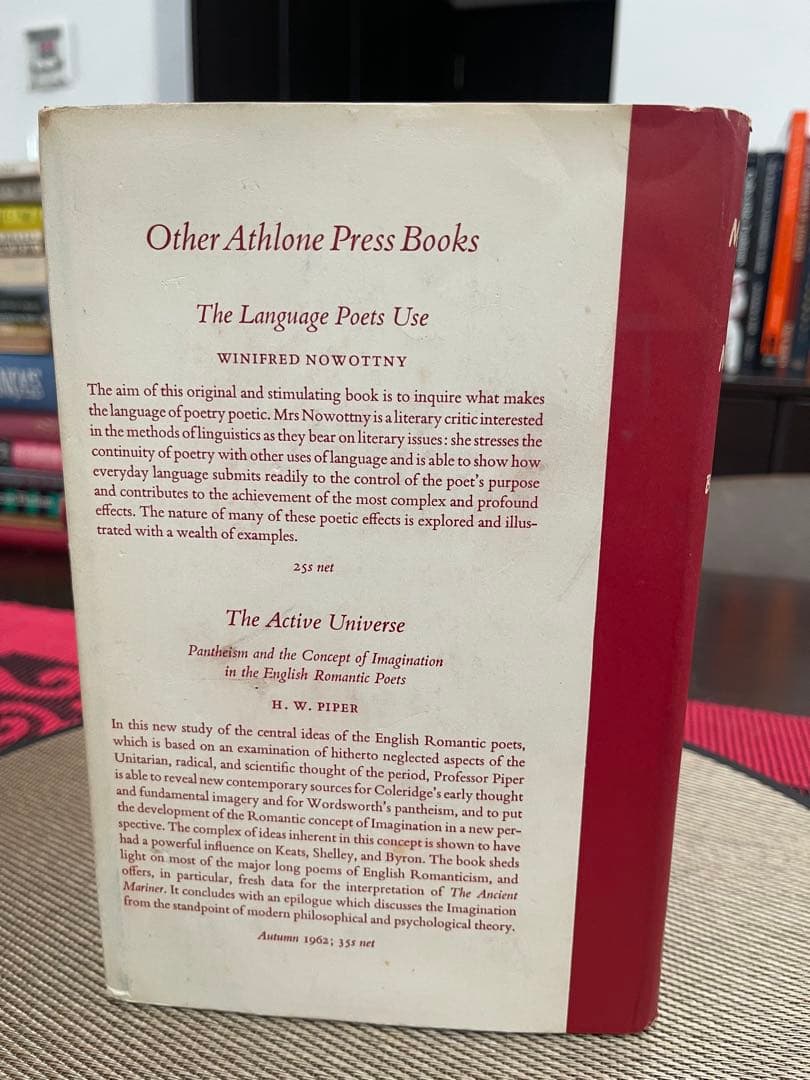 Other Athlone Press Books
The Language Poets Use
WINIFRED NOWOTTNY
The aim of this original and stimulating book is to inquire what makes
the language of poetry poetic. Mrs Nowottny is a literary critic interested
in the methods of linguistics as they bear on literary issues: she stresses the
continuity of poetry with other uses of language and is able to show how
everyday language submits readily to the control of the poet's purpose
and contributes to the achievement of the most complex and profound
effects. The nature of many of these poetic effects is explored and illus-
trated with a wealth of examples.
25s net
The Active Universe
Pantheism and the Concept of Imagination
in the English Romantic Poets
H. W. PIPER
In this new study of the central ideas of the English Romantic poets,
which is based on an examination of hitherto neglected aspects of the
Unitarian, radical, and scientific thought of the period, Professor Piper
is able to reveal new contemporary sources for Coleridge's early thought
and fundamental imagery and for Wordsworth's pantheism, and to put
the development of the Romantic concept of Imagination in a new per-
spective. The complex of ideas inherent in this concept is shown to have
had a powerful influence on Keats, Shelley, and Byron. The book sheds
light on most of the major long poems of English Romanticism, and
offers, in particular, fresh data for the interpretation of The Ancient
Mariner. It concludes with an epilogue which discusses the Imagination
from the standpoint of modern philosophical and psychological theory.
Autumn 1962; 35s net